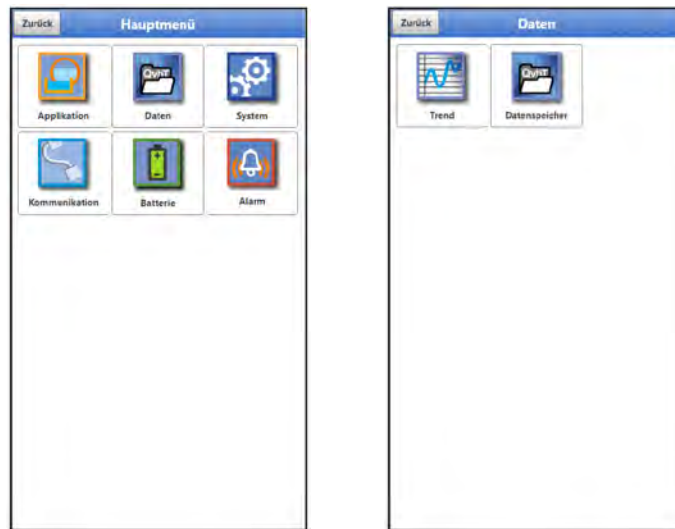 Zurück Hauptmenü
Applikation Daten System
Kommunikation Batterie Alarm
Zurück Daten
Trend Datenspeicher